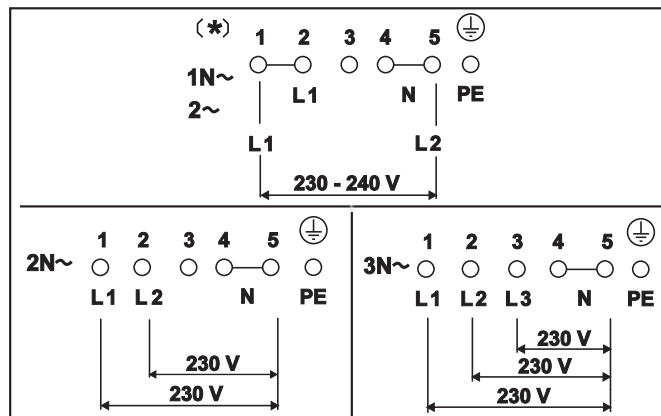 (*) 1 2 3 4 5
1N~ L1 N PE
2~
L1 L2
230 - 240 V
1 2 3 4 5
2N~
L1 L2 N PE
230 V
230 V
1 2 3 4 5
3N~
L1 L2 L3 N PE
230 V
230 V
230 V